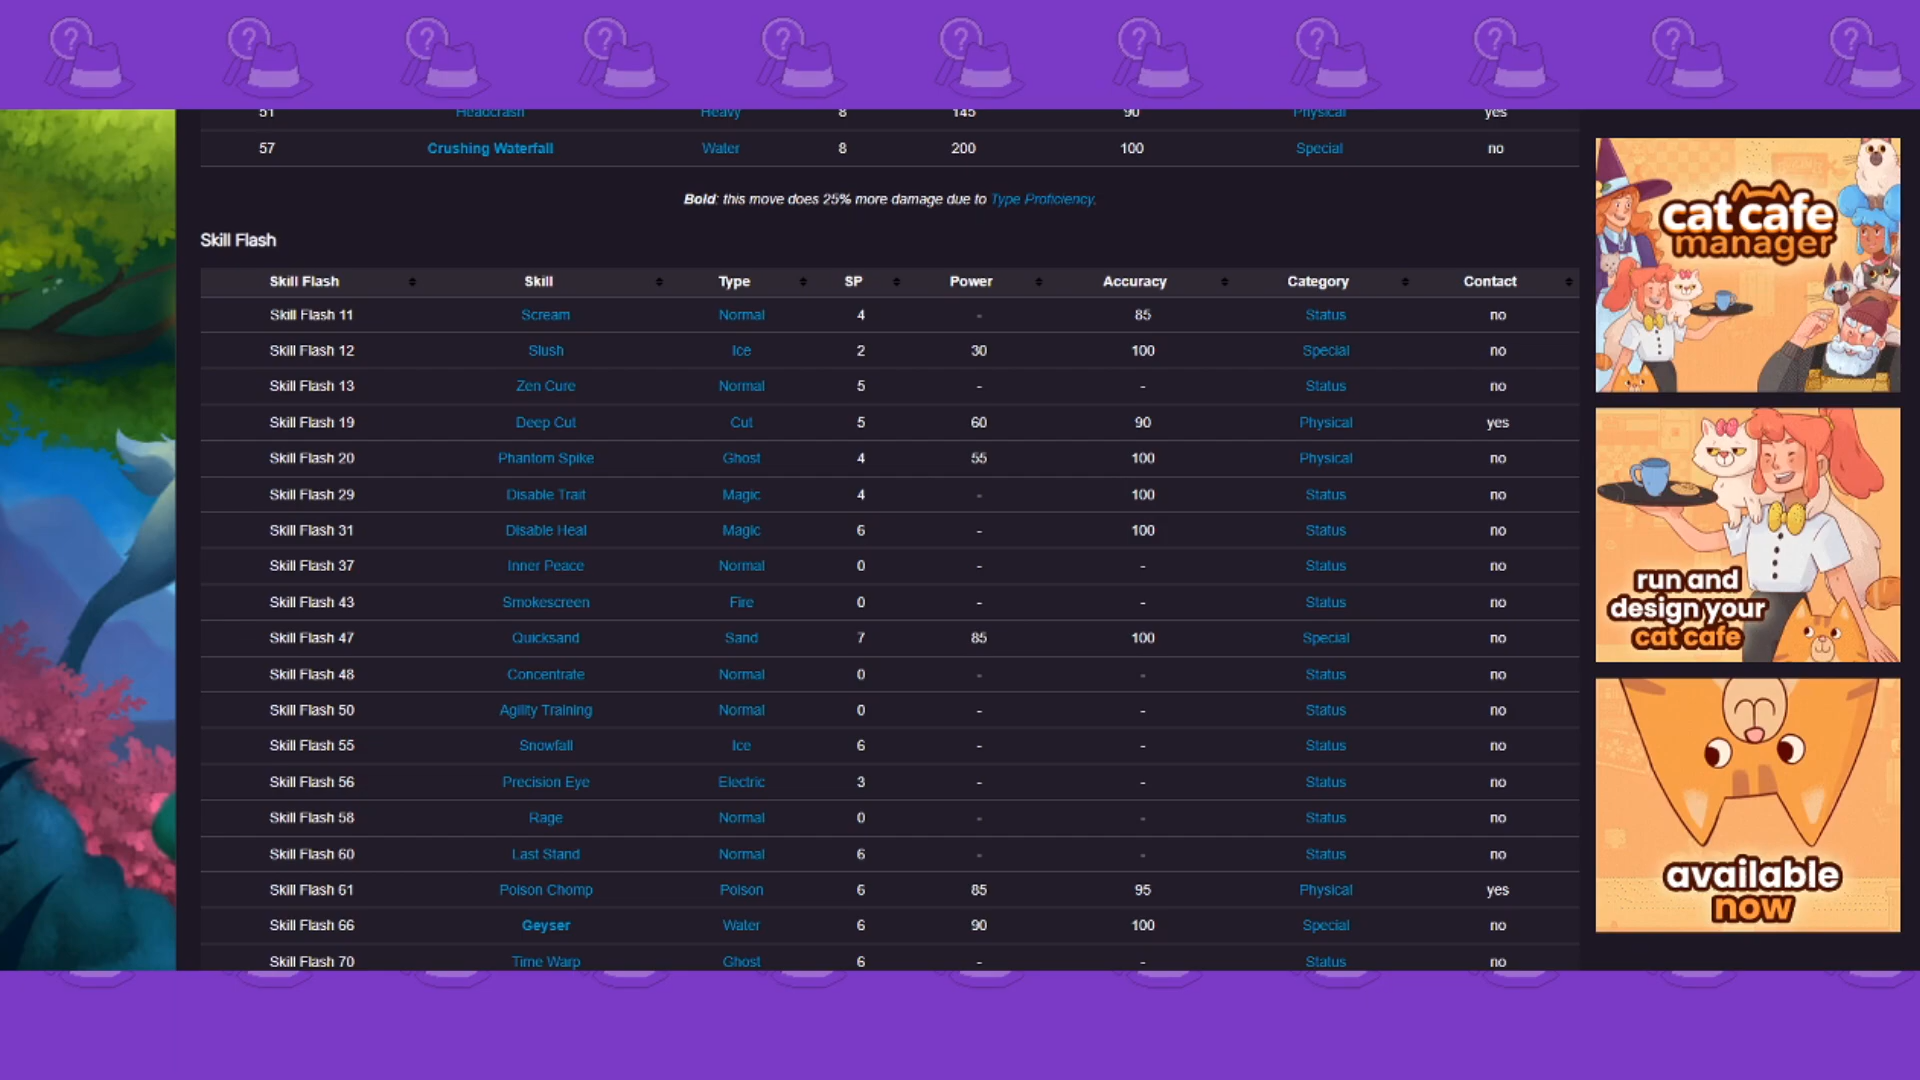 51 Headcrash Heavy 8 145 90 Physical yes
57 Crushing Waterfall Water 8 200 100 Special no
Bold: this move does 25% more damage due to Type Proficiency.
Skill Flash
Skill Flash Skill Type SP Power Accuracy Category Contact
Skill Flash 11 Scream Normal 4 - 85 Status no
Skill Flash 12 Slush Ice 2 30 100 Special no
Skill Flash 13 Zen Cure Normal 5 - - Status no
Skill Flash 19 Deep Cut Cut 5 60 90 Physical yes
Skill Flash 20 Phantom Spike Ghost 4 55 100 Physical no
Skill Flash 29 Disable Trait Magic 4 - 100 Status no
Skill Flash 31 Disable Heal Magic 6 - 100 Status no
Skill Flash 37 Inner Peace Normal 0 - - Status no
Skill Flash 43 Smokescreen Fire 0 - - Status no
Skill Flash 47 Quicksand Sand 7 85 100 Special no
Skill Flash 48 Concentrate Normal 0 - - Status no
Skill Flash 50 Agility Training Normal 0 - - Status no
Skill Flash 55 Snowfall Ice 6 - - Status no
Skill Flash 56 Precision Eye Electric 3 - - Status no
Skill Flash 58 Rage Normal 0 - - Status no
Skill Flash 60 Last Stand Normal 6 - - Status no
Skill Flash 61 Poison Chomp Poison 6 85 95 Physical yes
Skill Flash 66 Geyser Water 6 90 100 Special no
Skill Flash 70 Time Warp Ghost 6 - - Status no
cat cafe
manager
run and
design your
cat cafe
available
now